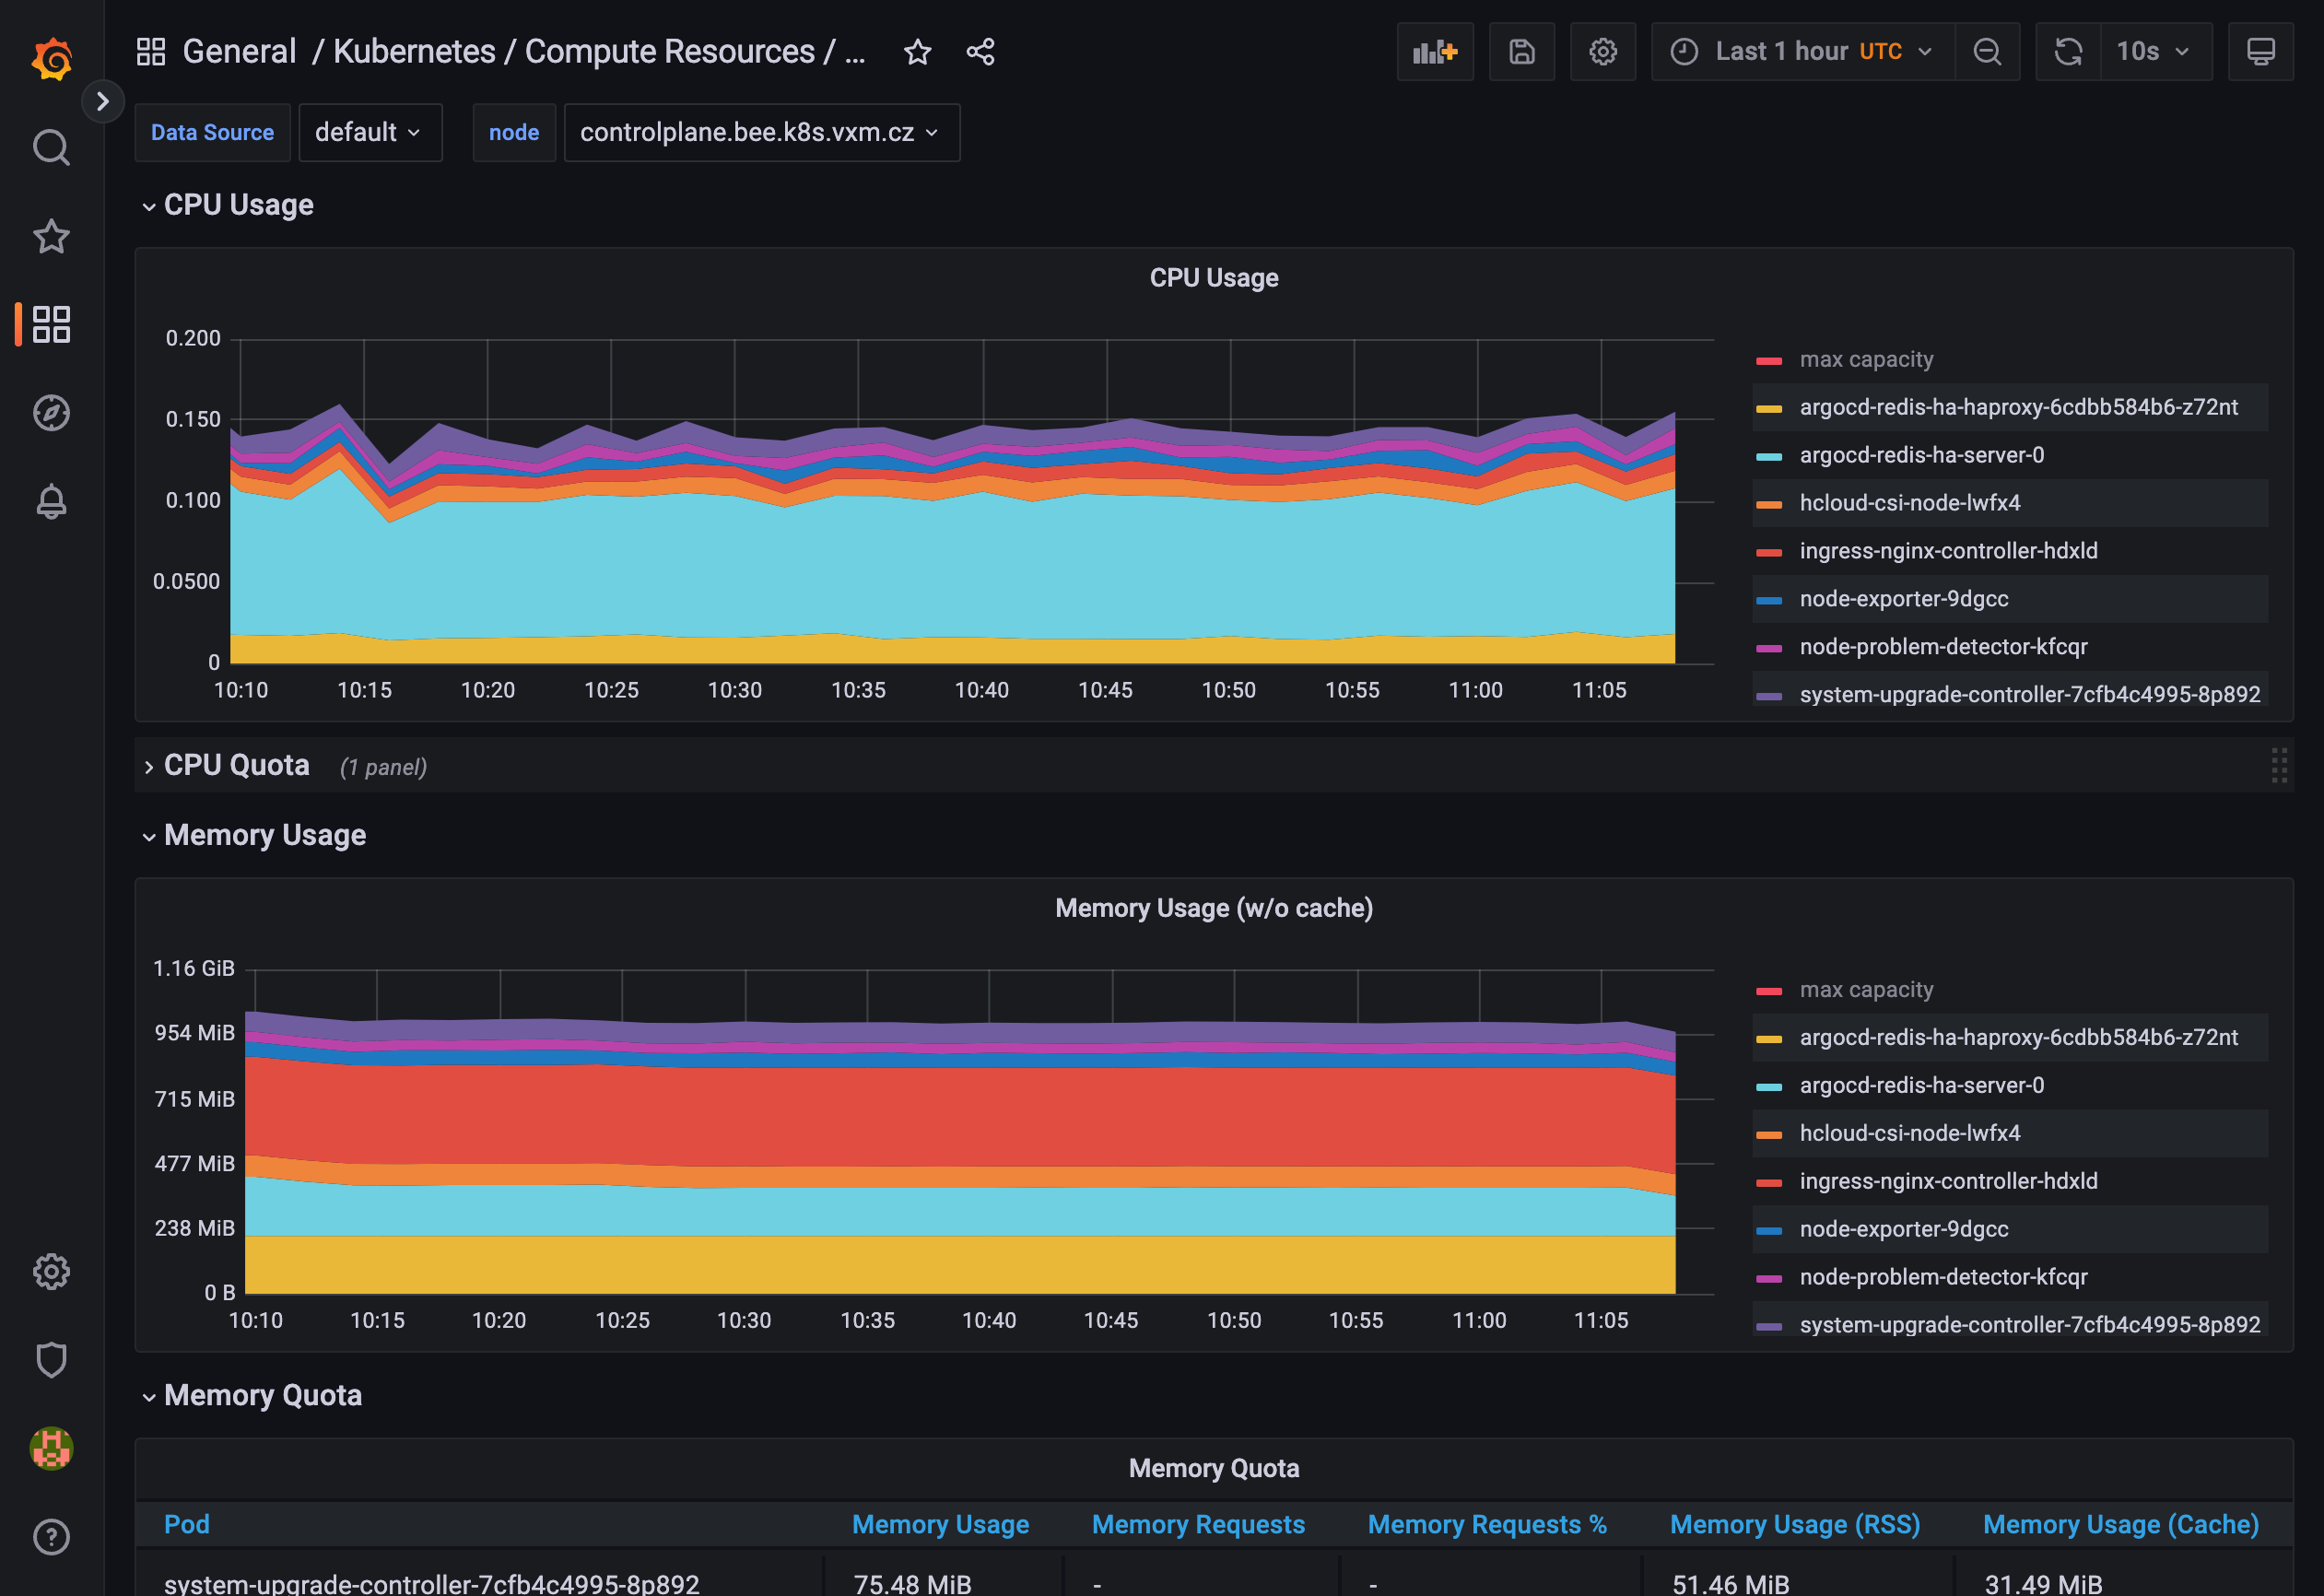 General / Kubernetes / Compute Resources / ...
Last 1 hour UTC
10s
Data Source default node controlplane.bee.k8s.vxm.cz
CPU Usage
CPU Usage
0.200
0.150
0.100
0.0500
0
10:10 10:15 10:20 10:25 10:30 10:35 10:40 10:45 10:50 10:55 11:00 11:05
max capacity
argocd-redis-ha-haproxy-6cdbb584b6-z72nt
argocd-redis-ha-server-0
hcloud-csi-node-lwfx4
ingress-nginx-controller-hdxld
node-exporter-9dgcc
node-problem-detector-kfcqr
system-upgrade-controller-7cfb4c4995-8p892
CPU Quota (1 panel)
Memory Usage
Memory Usage (w/o cache)
1.16 GiB
954 MiB
715 MiB
477 MiB
238 MiB
0 B
10:10 10:15 10:20 10:25 10:30 10:35 10:40 10:45 10:50 10:55 11:00 11:05
max capacity
argocd-redis-ha-haproxy-6cdbb584b6-z72nt
argocd-redis-ha-server-0
hcloud-csi-node-lwfx4
ingress-nginx-controller-hdxld
node-exporter-9dgcc
node-problem-detector-kfcqr
system-upgrade-controller-7cfb4c4995-8p892
Memory Quota
Memory Quota
Pod Memory Usage Memory Requests Memory Requests % Memory Usage (RSS) Memory Usage (Cache)
system-upgrade-controller-7cfb4c4995-8p892 75.48 MiB - - 51.46 MiB 31.49 MiB